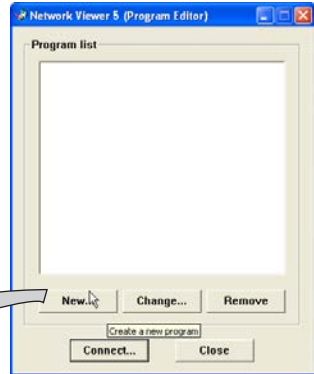 Network Viewer 5 (Program Editor)
Program list
New...
Change...
Remove
Create a new program
Connect...
Close